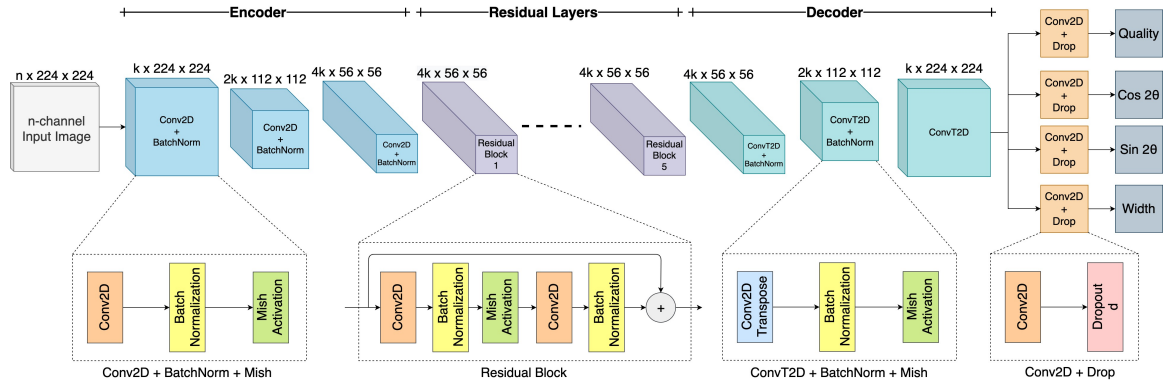 Encoder
Residual Layers
Decoder
n x 224 x 224
k x 224 x 224
2k x 112 x 112
4k x 56 x 56
4k x 56 x 56
4k x 56 x 56
4k x 56 x 56
2k x 112 x 112
k x 224 x 224
n-channel
Input Image
Conv2D
+
BatchNorm
Conv2D
+
BatchNorm
Conv2D
+
BatchNorm
Residual
Block
1
Residual
Block
5
ConvT2D
+
BatchNorm
ConvT2D
+
BatchNorm
ConvT2D
Conv2D
+
Drop
Quality
Conv2D
+
Drop
Cos 2θ
Conv2D
+
Drop
Sin 2θ
Conv2D
+
Drop
Width
Conv2D
Batch
Normalization
Mish
Activation
Conv2D + BatchNorm + Mish
Conv2D
Batch
Normalization
Mish
Activation
Conv2D
Batch
Normalization
+
Residual Block
Conv2D
Transpose
Batch
Normalization
Mish
Activation
ConvT2D + BatchNorm + Mish
Conv2D
Dropout
d
Conv2D + Drop